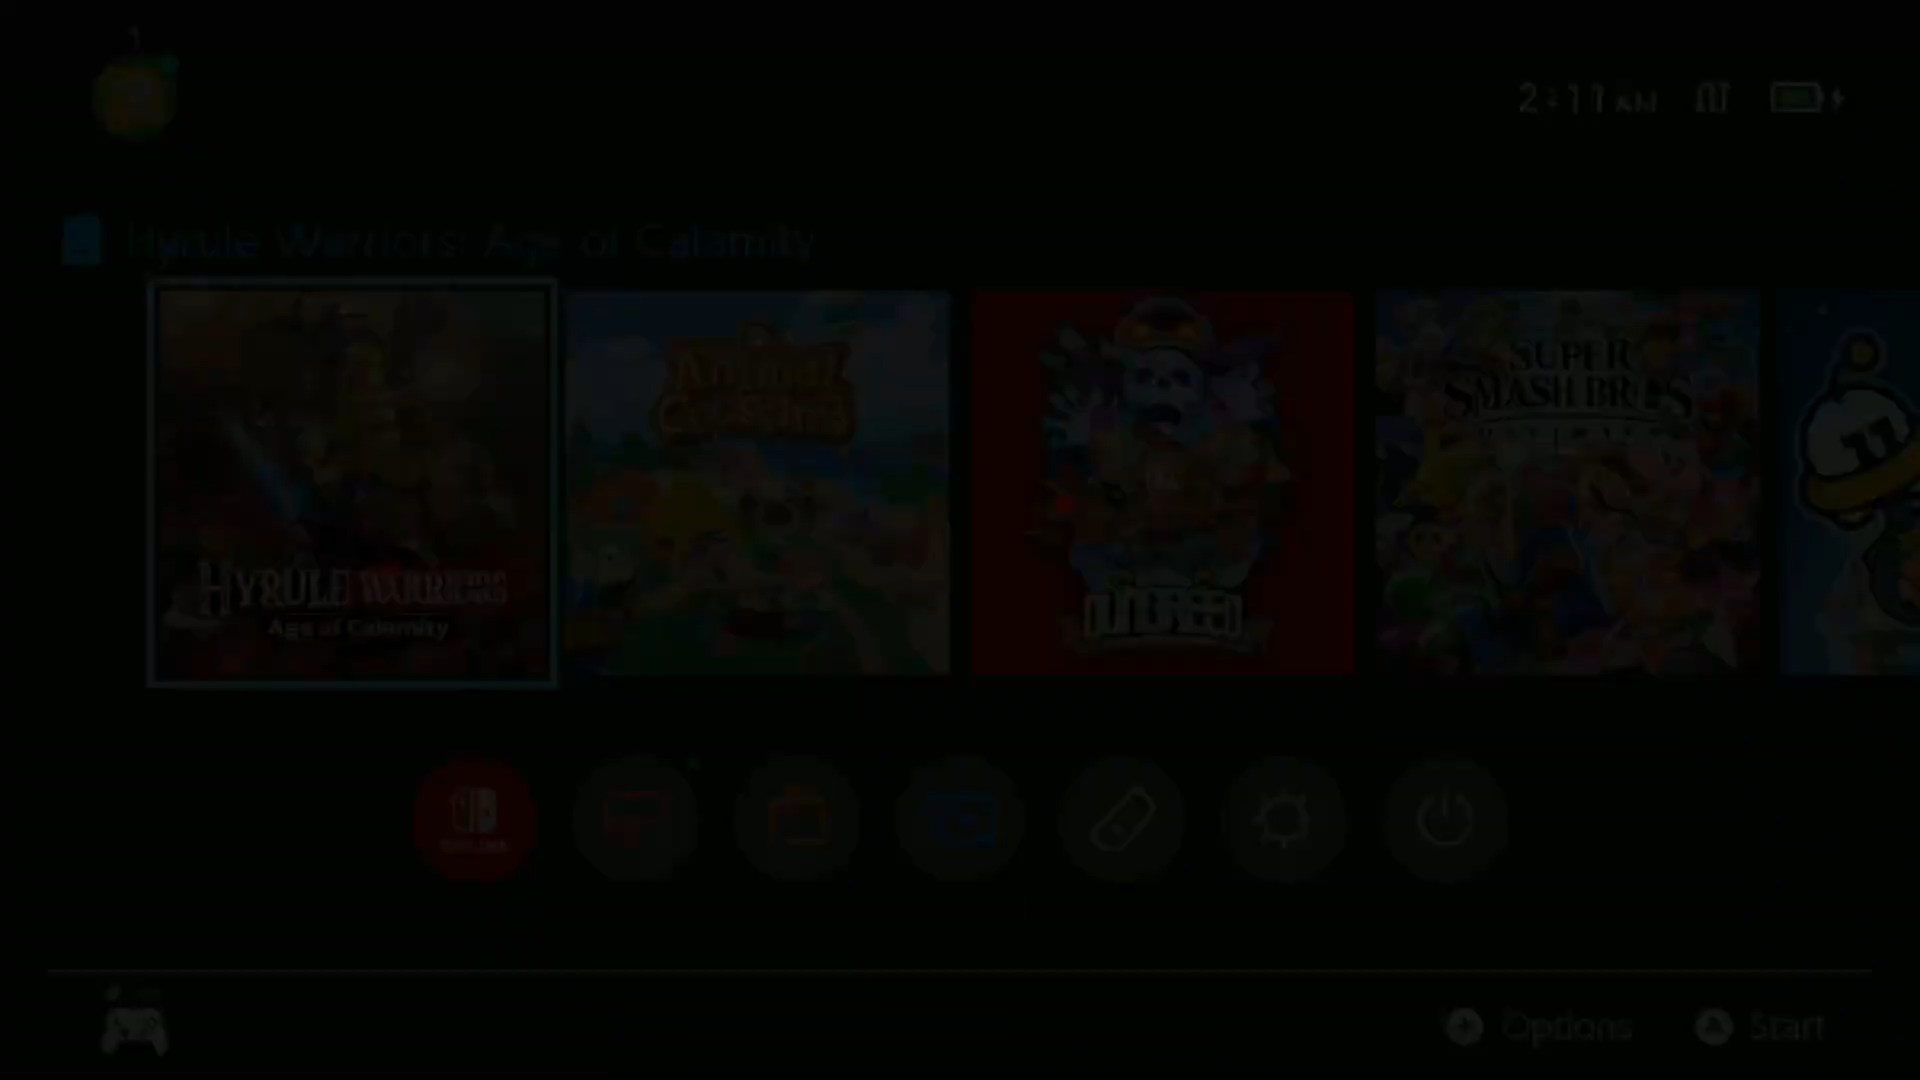 2:11 AM
Hyrule Warriors: Age of Calamity
Animal
Crossing
SUPER
SMASH BROS
HYRULE WARRIORS
Age of Calamity
Options
Start